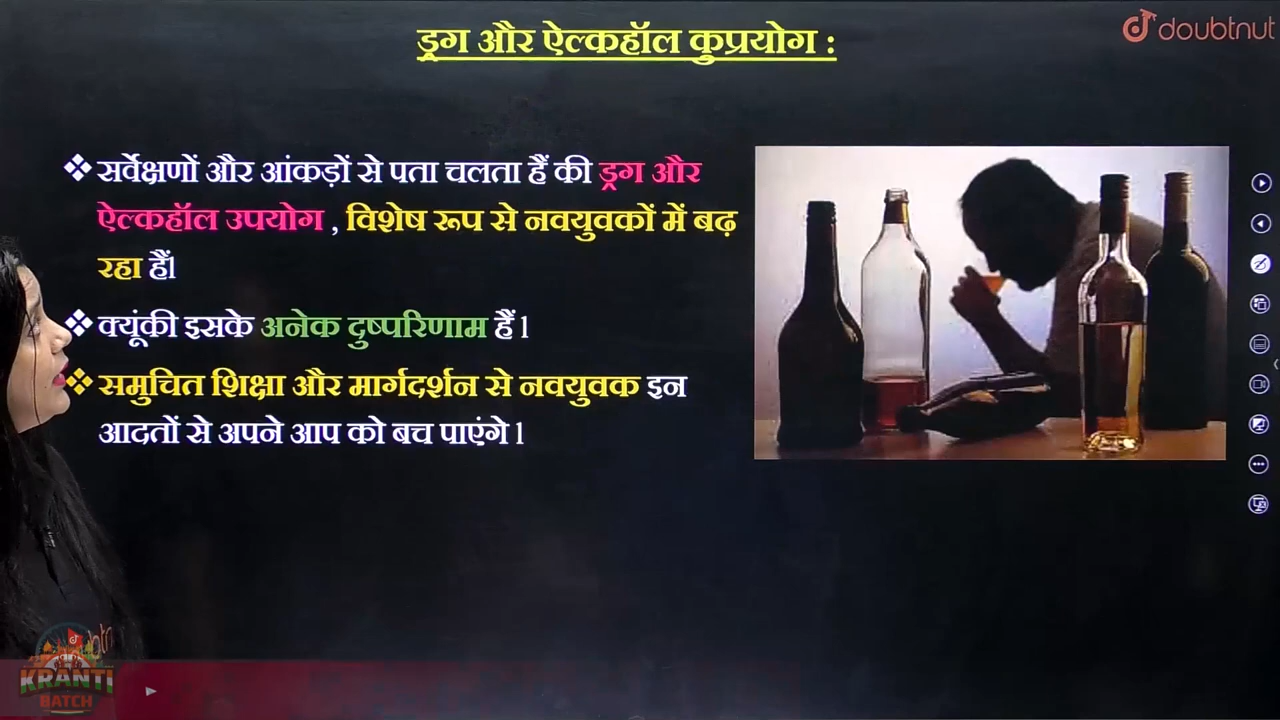 ड्रग और ऐल्कहॉल कुप्रयोग :
doubtnut
❖ सर्वेक्षणों और आंकड़ों से पता चलता हैं की ड्रग और
ऐल्कहॉल उपयोग , विशेष रूप से नवयुवकों में बढ़
रहा हैं।
❖ क्यूंकी इसके अनेक दुष्परिणाम हैं l
❖ समुचित शिक्षा और मार्गदर्शन से नवयुवक इन
आदतों से अपने आप को बच पाएंगे l
KRANTI
BATCH